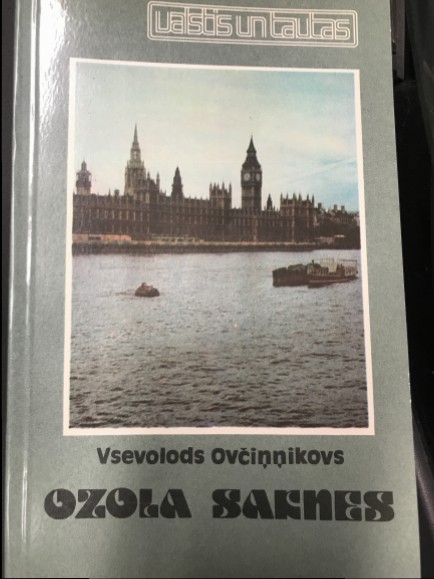 valstis un tautas
Vsevolods Ovčiņņikovs
OZOLA SAKNES